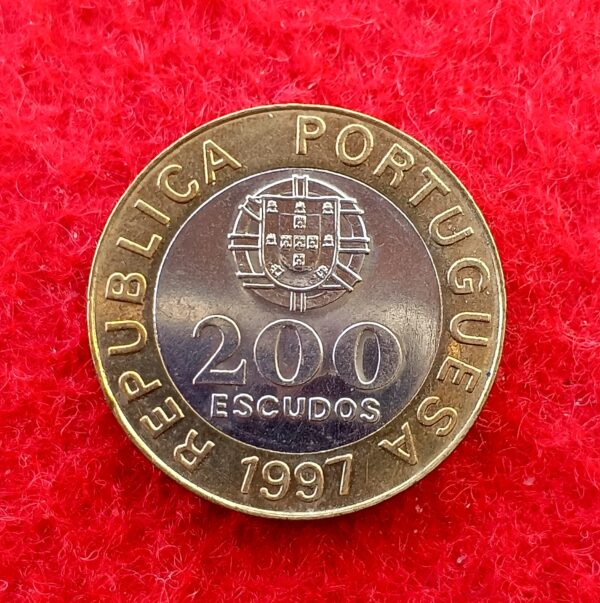 REPUBLICA PORTUGUESA
200
ESCUDOS
1997